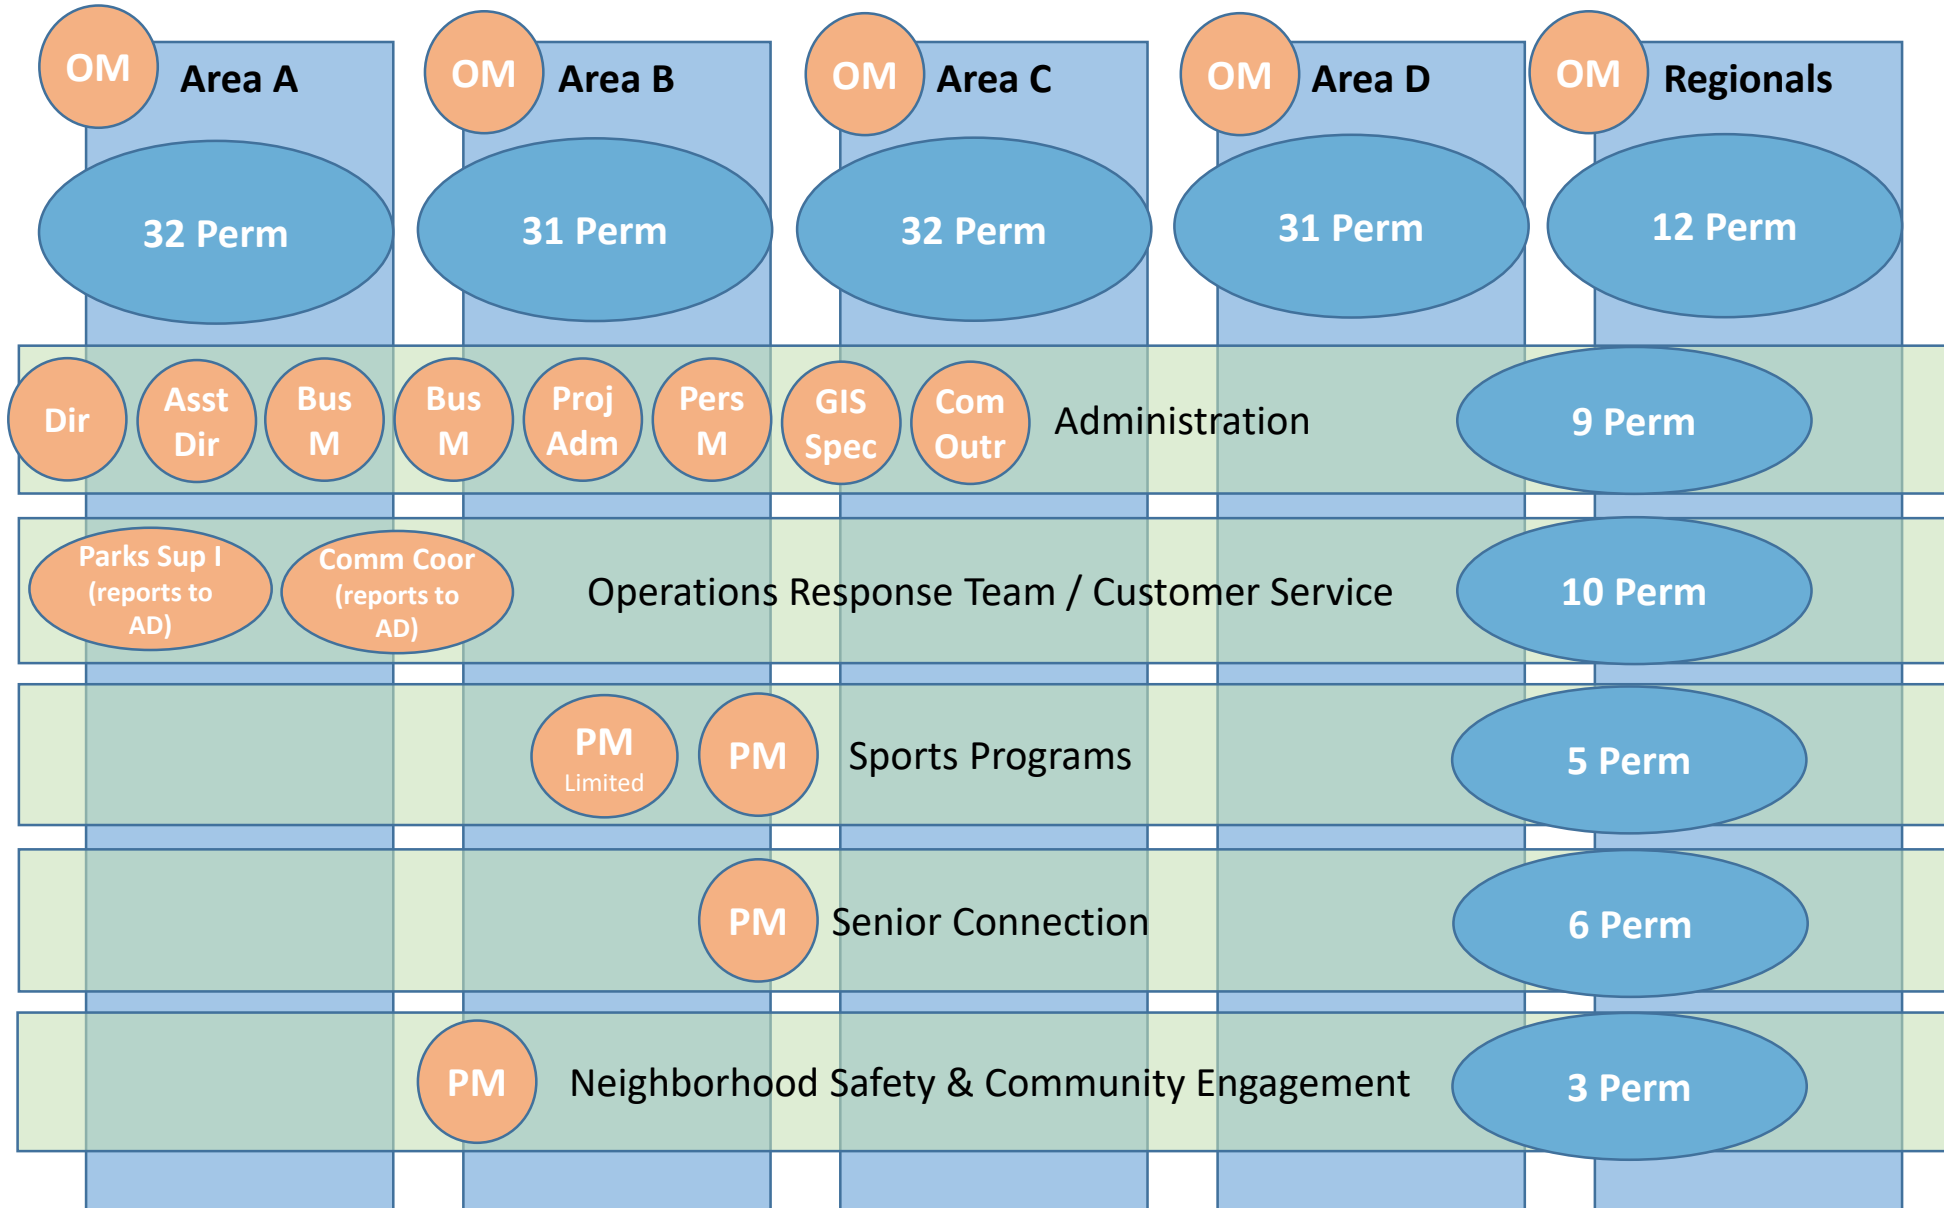 OM
Area A
OM
Area B
OM
Area C
OM
Area D
OM
Regionals
32 Perm
31 Perm
32 Perm
31 Perm
12 Perm
Dir
Asst
Dir
Bus
M
Bus
M
Proj
Adm
Pers
M
GIS
Spec
Com
Outr
Administration
9 Perm
Parks Sup I
(reports to
AD)
Comm Coor
(reports to
AD)
Operations Response Team / Customer Service
10 Perm
PM
Limited
PM
Sports Programs
5 Perm
PM
Senior Connection
6 Perm
PM
Neighborhood Safety & Community Engagement
3 Perm